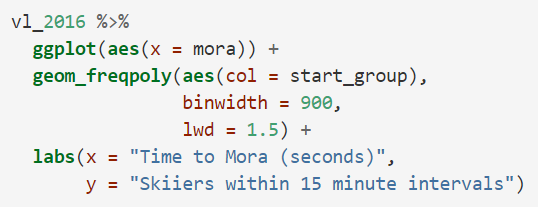 vl_2016 %>%
  ggplot(aes(x = mora)) +
  geom_freqpoly(aes(col = start_group),
                binwidth = 900,
                lwd = 1.5) +
  labs(x = "Time to Mora (seconds)",
       y = "Skiiers within 15 minute intervals")